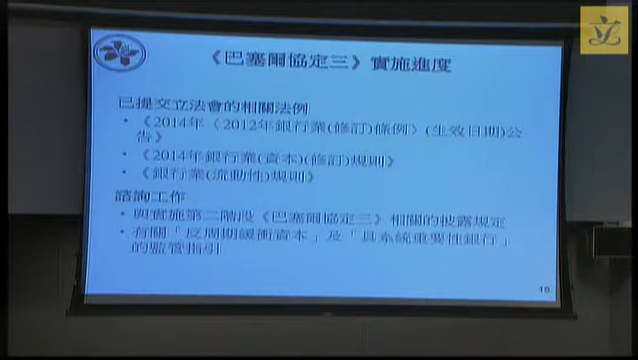 立
《巴塞爾協定三》實施進度
已提交立法會的相關法例
• 《2014年〈2012年銀行業(修訂)條例〉(生效日期)公
告》
• 《2014年銀行業(資本)(修訂)規則》
• 《銀行業(流動性)規則》
諮詢工作
• 與實施第二階段《巴塞爾協定三》相關的披露規定
• 有關「反周期緩衝資本」及「具系統重要性銀行」
的監管指引
15